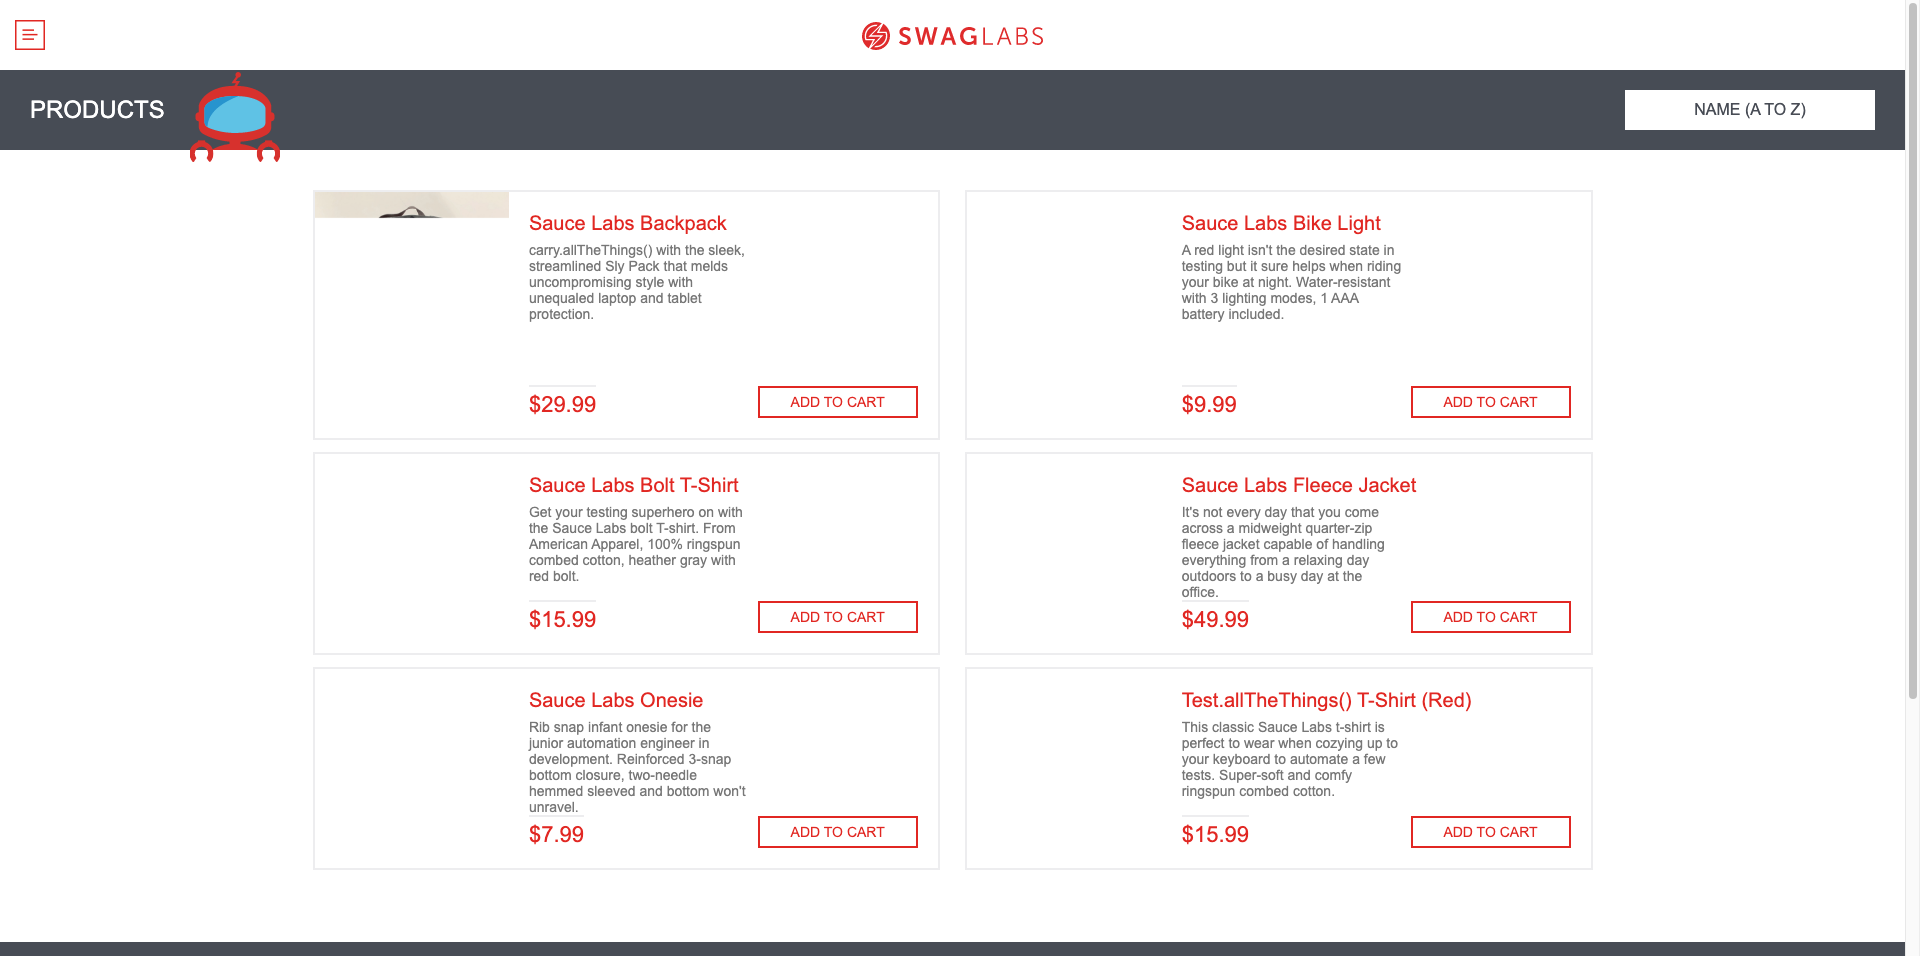 SWAGLABS
PRODUCTS
NAME (A TO Z)
Sauce Labs Backpack
carry.allTheThings() with the sleek,
streamlined Sly Pack that melds
uncompromising style with
unequaled laptop and tablet
protection.
$29.99
ADD TO CART
Sauce Labs Bike Light
A red light isn't the desired state in
testing but it sure helps when riding
your bike at night. Water-resistant
with 3 lighting modes, 1 AAA
battery included.
$9.99
ADD TO CART
Sauce Labs Bolt T-Shirt
Get your testing superhero on with
the Sauce Labs bolt T-shirt. From
American Apparel, 100% ringspun
combed cotton, heather gray with
red bolt.
$15.99
ADD TO CART
Sauce Labs Fleece Jacket
It's not every day that you come
across a midweight quarter-zip
fleece jacket capable of handling
everything from a relaxing day
outdoors to a busy day at the
office.
$49.99
ADD TO CART
Sauce Labs Onesie
Rib snap infant onesie for the
junior automation engineer in
development. Reinforced 3-snap
bottom closure, two-needle
hemmed sleeved and bottom won't
unravel.
$7.99
ADD TO CART
Test.allTheThings() T-Shirt (Red)
This classic Sauce Labs t-shirt is
perfect to wear when cozying up to
your keyboard to automate a few
tests. Super-soft and comfy
ringspun combed cotton.
$15.99
ADD TO CART